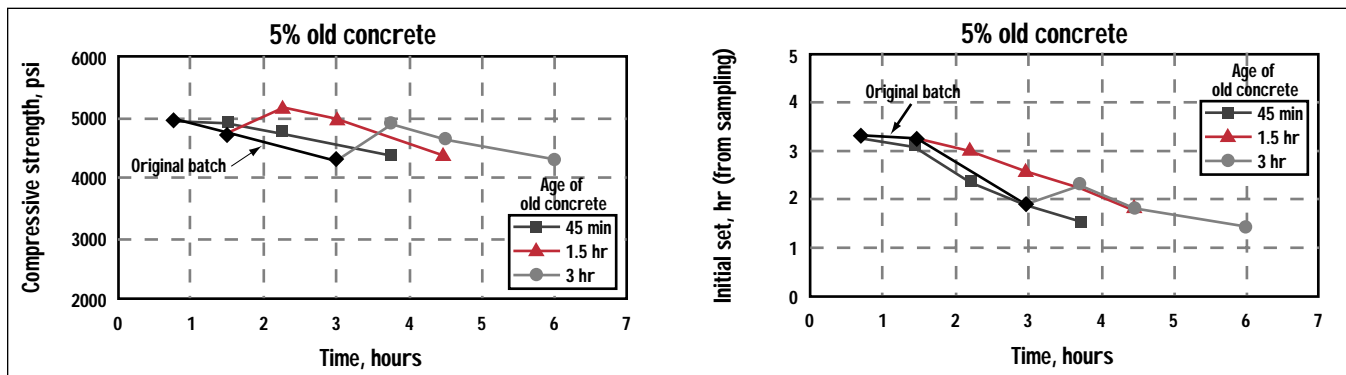 5% old concrete
Compressive strength, psi
6000
5000
4000
3000
2000
Original batch
Age of
old concrete
45 min
1.5 hr
3 hr
0 1 2 3 4 5 6 7
Time, hours
5% old concrete
Initial set, hr (from sampling)
5
4
3
2
1
0
Original batch
Age of
old concrete
45 min
1.5 hr
3 hr
0 1 2 3 4 5 6 7
Time, hours